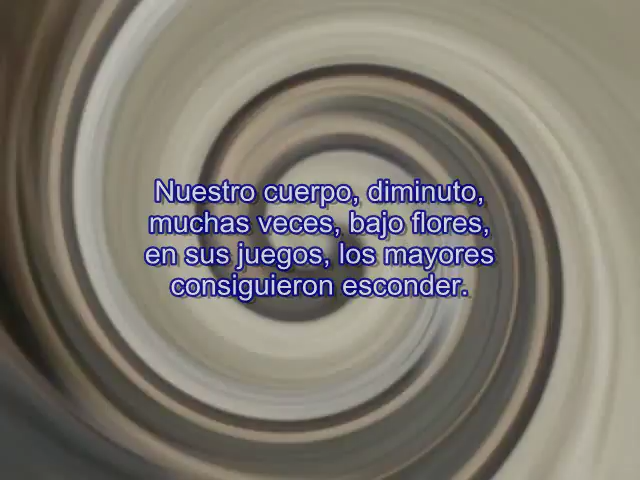 Nuestro cuerpo, diminuto,
muchas veces, bajo flores,
en sus juegos, los mayores
consiguieron esconder.